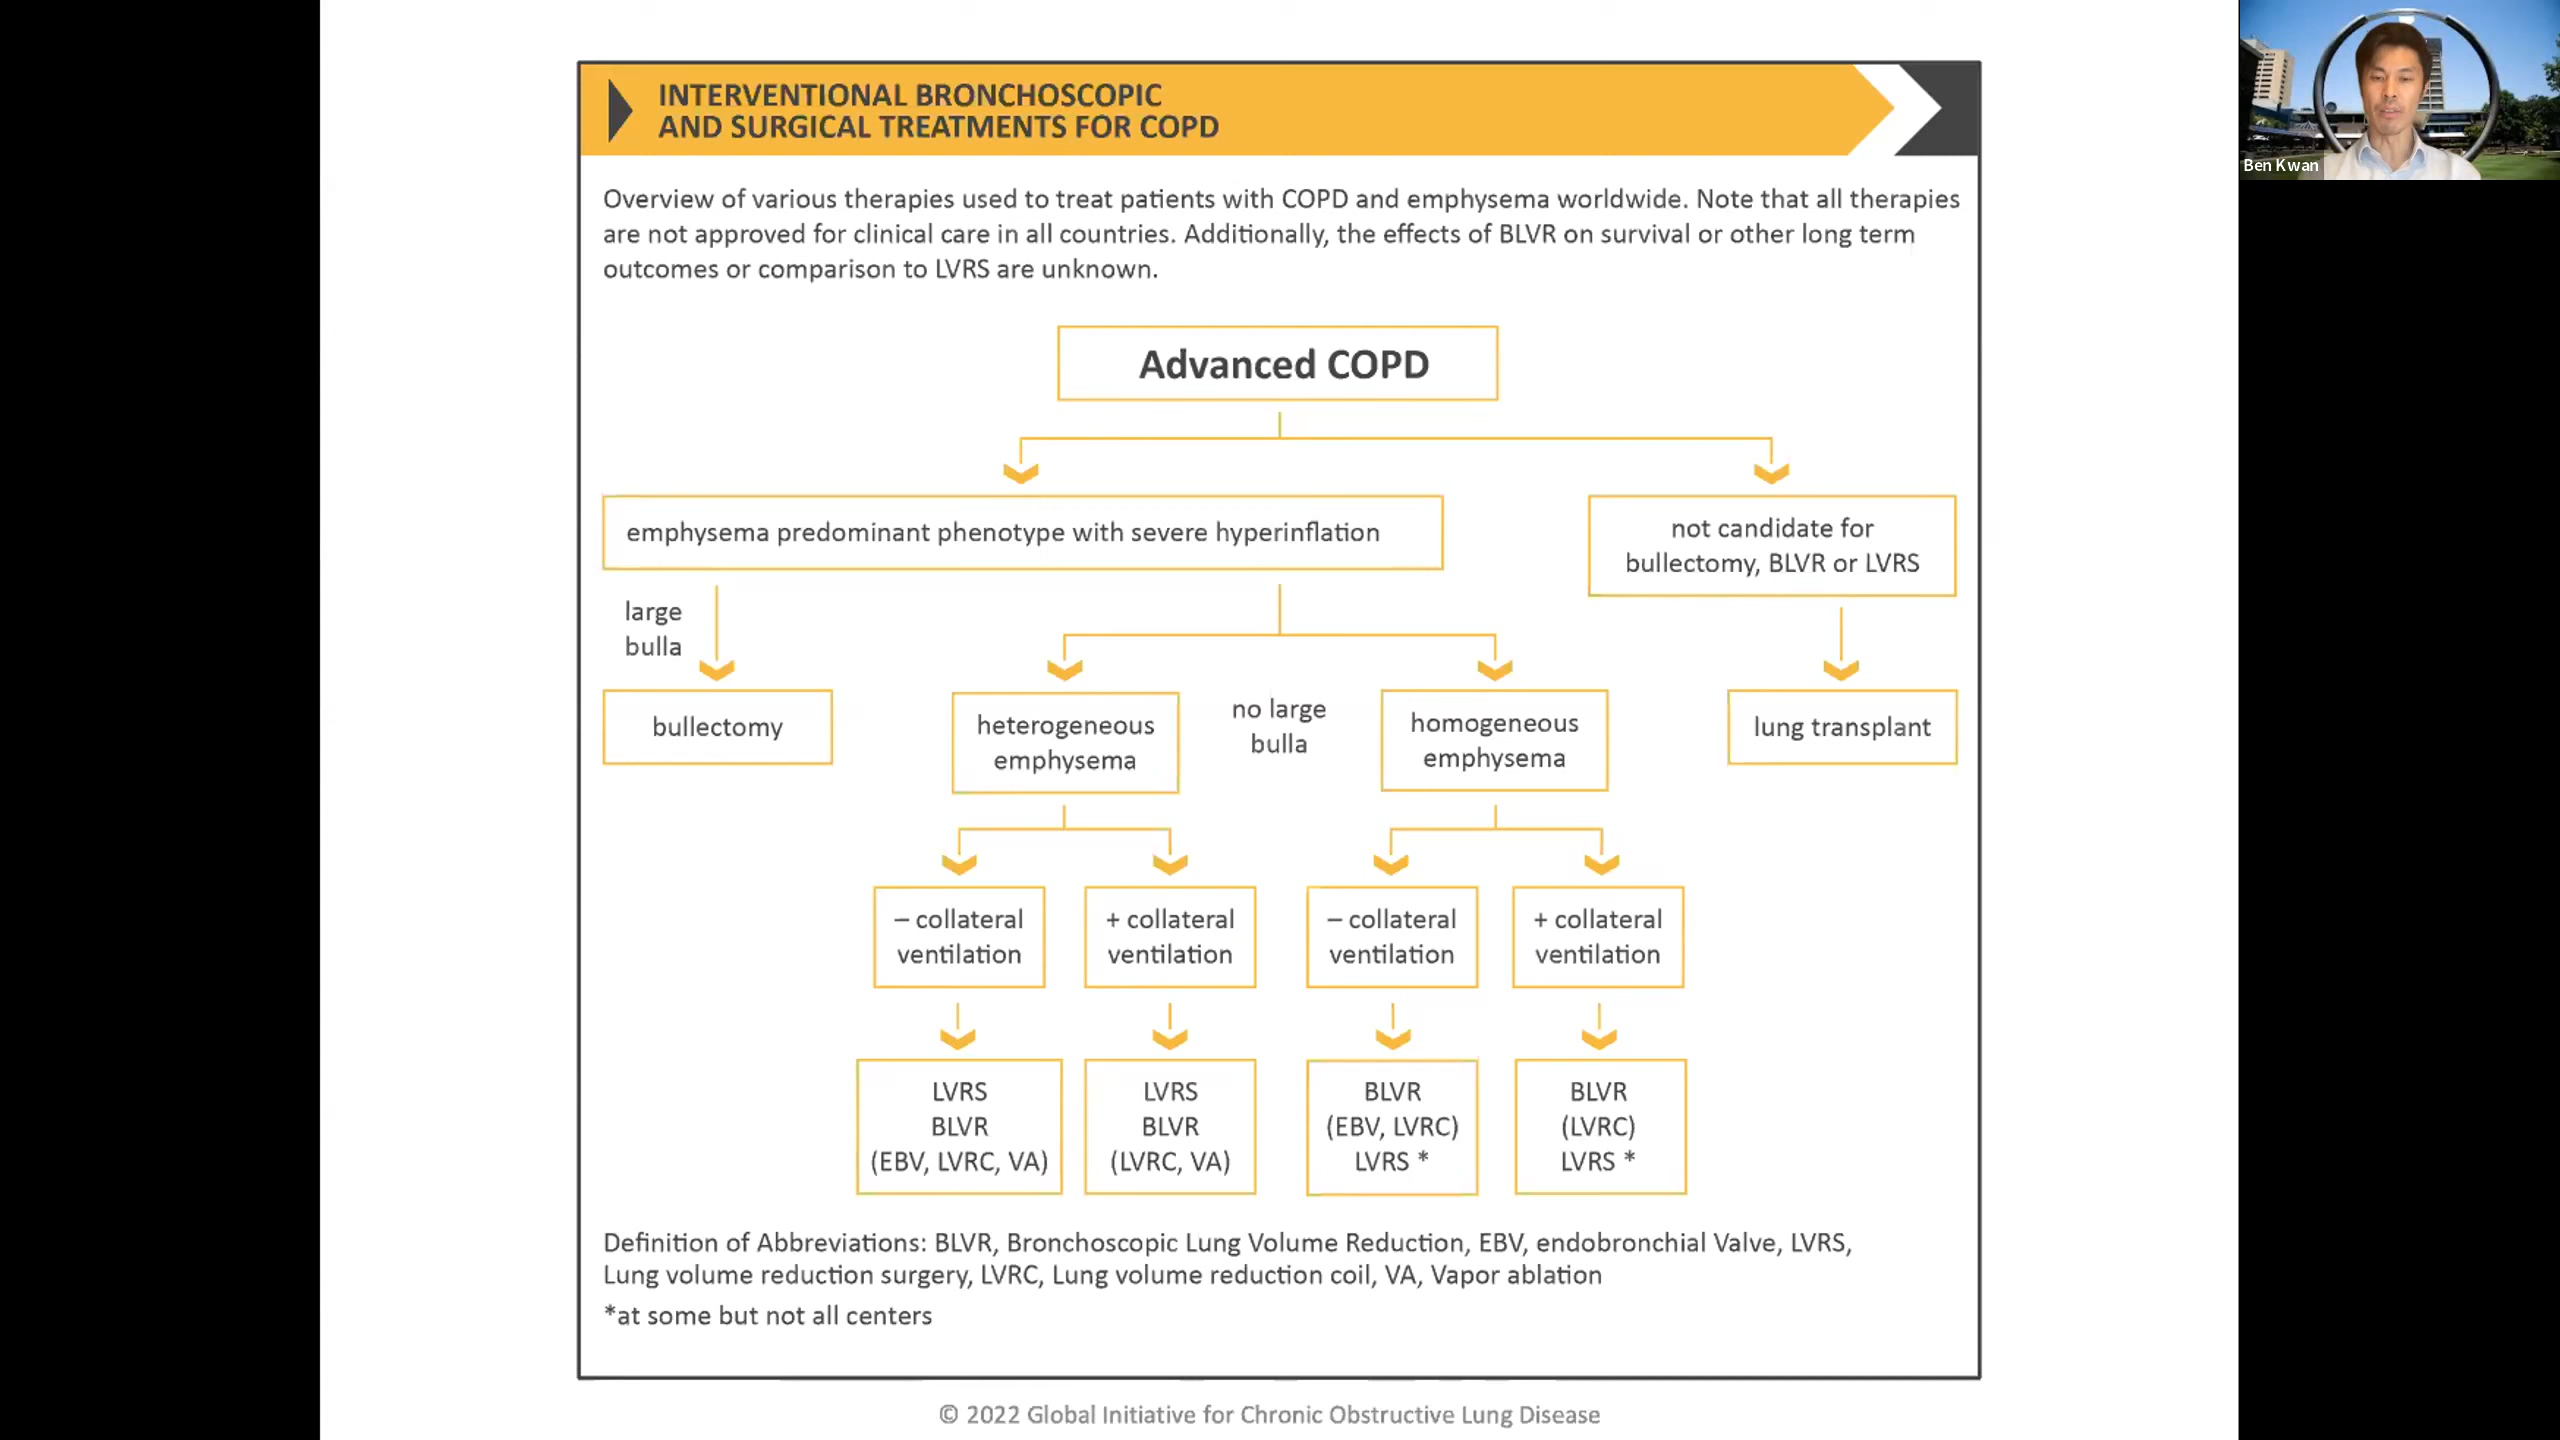 INTERVENTIONAL BRONCHOSCOPIC
AND SURGICAL TREATMENTS FOR COPD
Ben Kwan
Overview of various therapies used to treat patients with COPD and emphysema worldwide. Note that all therapies
are not approved for clinical care in all countries. Additionally, the effects of BLVR on survival or other long term
outcomes or comparison to LVRS are unknown.
Advanced COPD
emphysema predominant phenotype with severe hyperinflation
not candidate for
bullectomy, BLVR or LVRS
large
bulla
bullectomy
heterogeneous
emphysema
no large
bulla
homogeneous
emphysema
lung transplant
– collateral
ventilation
+ collateral
ventilation
– collateral
ventilation
+ collateral
ventilation
LVRS
BLVR
(EBV, LVRC, VA)
LVRS
BLVR
(LVRC, VA)
BLVR
(EBV, LVRC)
LVRS *
BLVR
(LVRC)
LVRS *
Definition of Abbreviations: BLVR, Bronchoscopic Lung Volume Reduction, EBV, endobronchial Valve, LVRS,
Lung volume reduction surgery, LVRC, Lung volume reduction coil, VA, Vapor ablation
*at some but not all centers
© 2022 Global Initiative for Chronic Obstructive Lung Disease